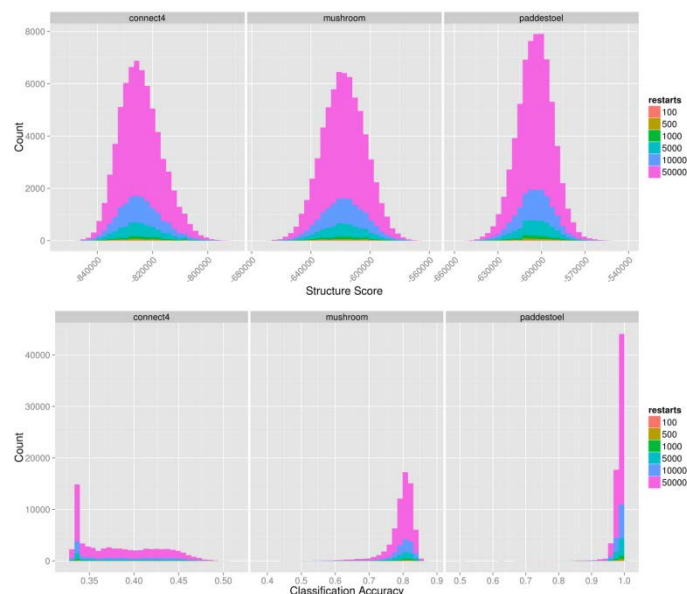 connect4 mushroom paddestoel
8000
6000
4000
2000
0
Count
-840000 -820000 -800000 -680000 -640000 -600000 -560000 -660000 -630000 -600000 -570000 -540000
Structure Score
restarts
100
500
1000
5000
10000
50000
connect4 mushroom paddestoel
40000
30000
20000
10000
0
Count
0.35 0.40 0.45 0.50 0.4 0.5 0.6 0.7 0.8 0.9 0.5 0.6 0.7 0.8 0.9 1.0
Classification Accuracy
restarts
100
500
1000
5000
10000
50000